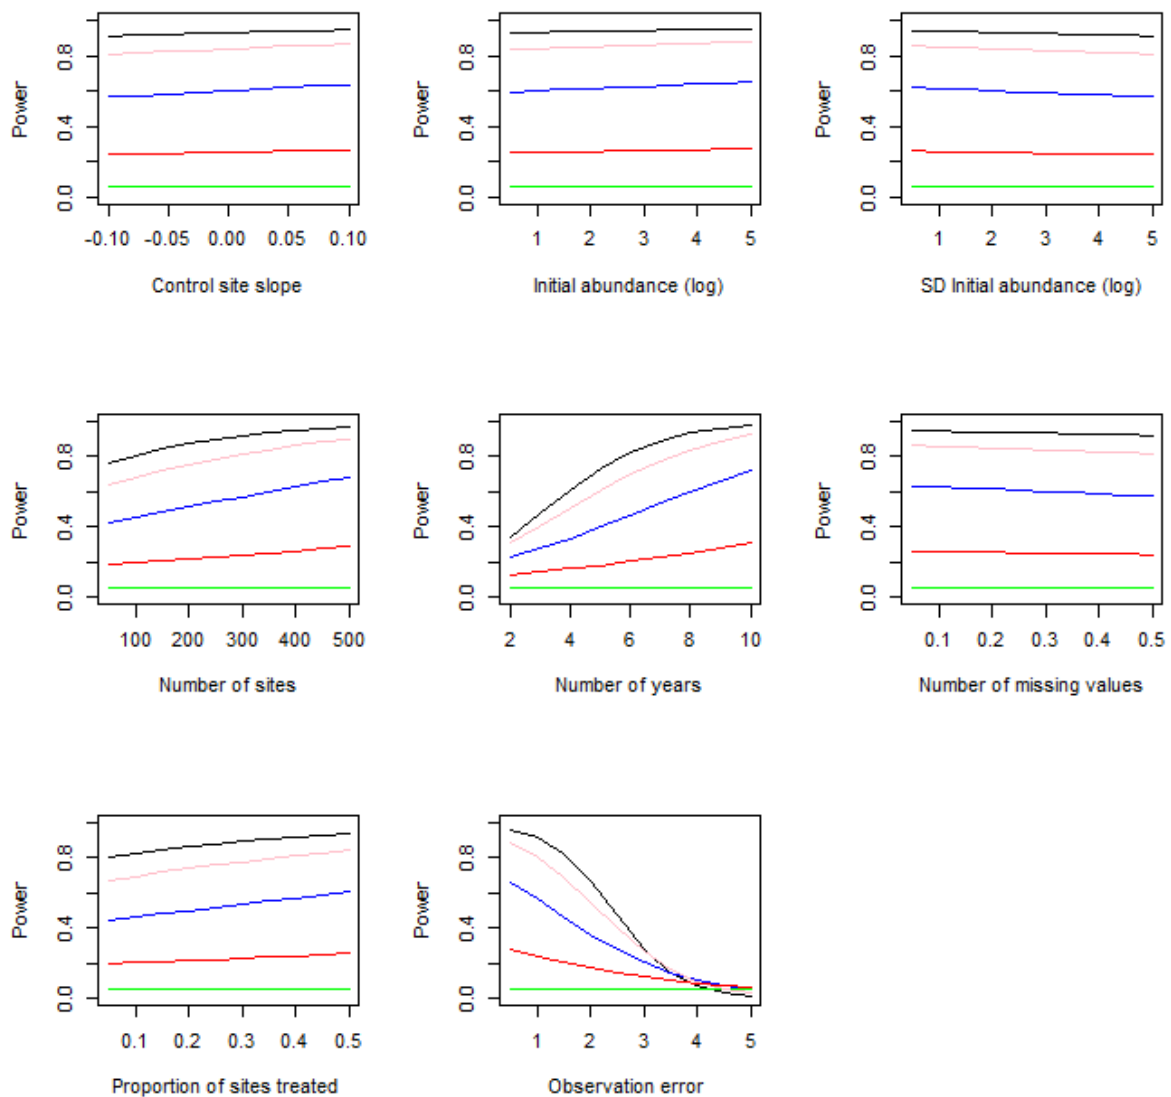 Power
0.0 0.4 0.8
-0.10 -0.05 0.00 0.05 0.10
Control site slope
Power
0.0 0.4 0.8
1 2 3 4 5
Initial abundance (log)
Power
0.0 0.4 0.8
1 2 3 4 5
SD Initial abundance (log)
Power
0.0 0.4 0.8
100 200 300 400 500
Number of sites
Power
0.0 0.4 0.8
2 4 6 8 10
Number of years
Power
0.0 0.4 0.8
0.1 0.2 0.3 0.4 0.5
Number of missing values
Power
0.0 0.4 0.8
0.1 0.2 0.3 0.4 0.5
Proportion of sites treated
Power
0.0 0.4 0.8
1 2 3 4 5
Observation error